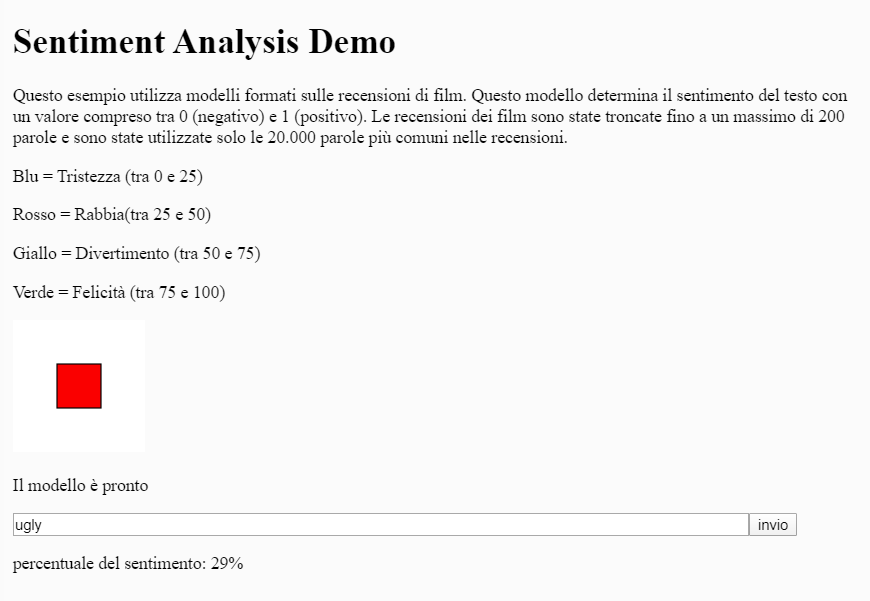 Sentiment Analysis Demo
Questo esempio utilizza modelli formati sulle recensioni di film. Questo modello determina il sentimento del testo con
un valore compreso tra 0 (negativo) e 1 (positivo). Le recensioni dei film sono state troncate fino a un massimo di 200
parole e sono state utilizzate solo le 20.000 parole più comuni nelle recensioni.
Blu = Tristezza (tra 0 e 25)
Rosso = Rabbia(tra 25 e 50)
Giallo = Divertimento (tra 50 e 75)
Verde = Felicità (tra 75 e 100)
Il modello è pronto
ugly invio
percentuale del sentimento: 29%